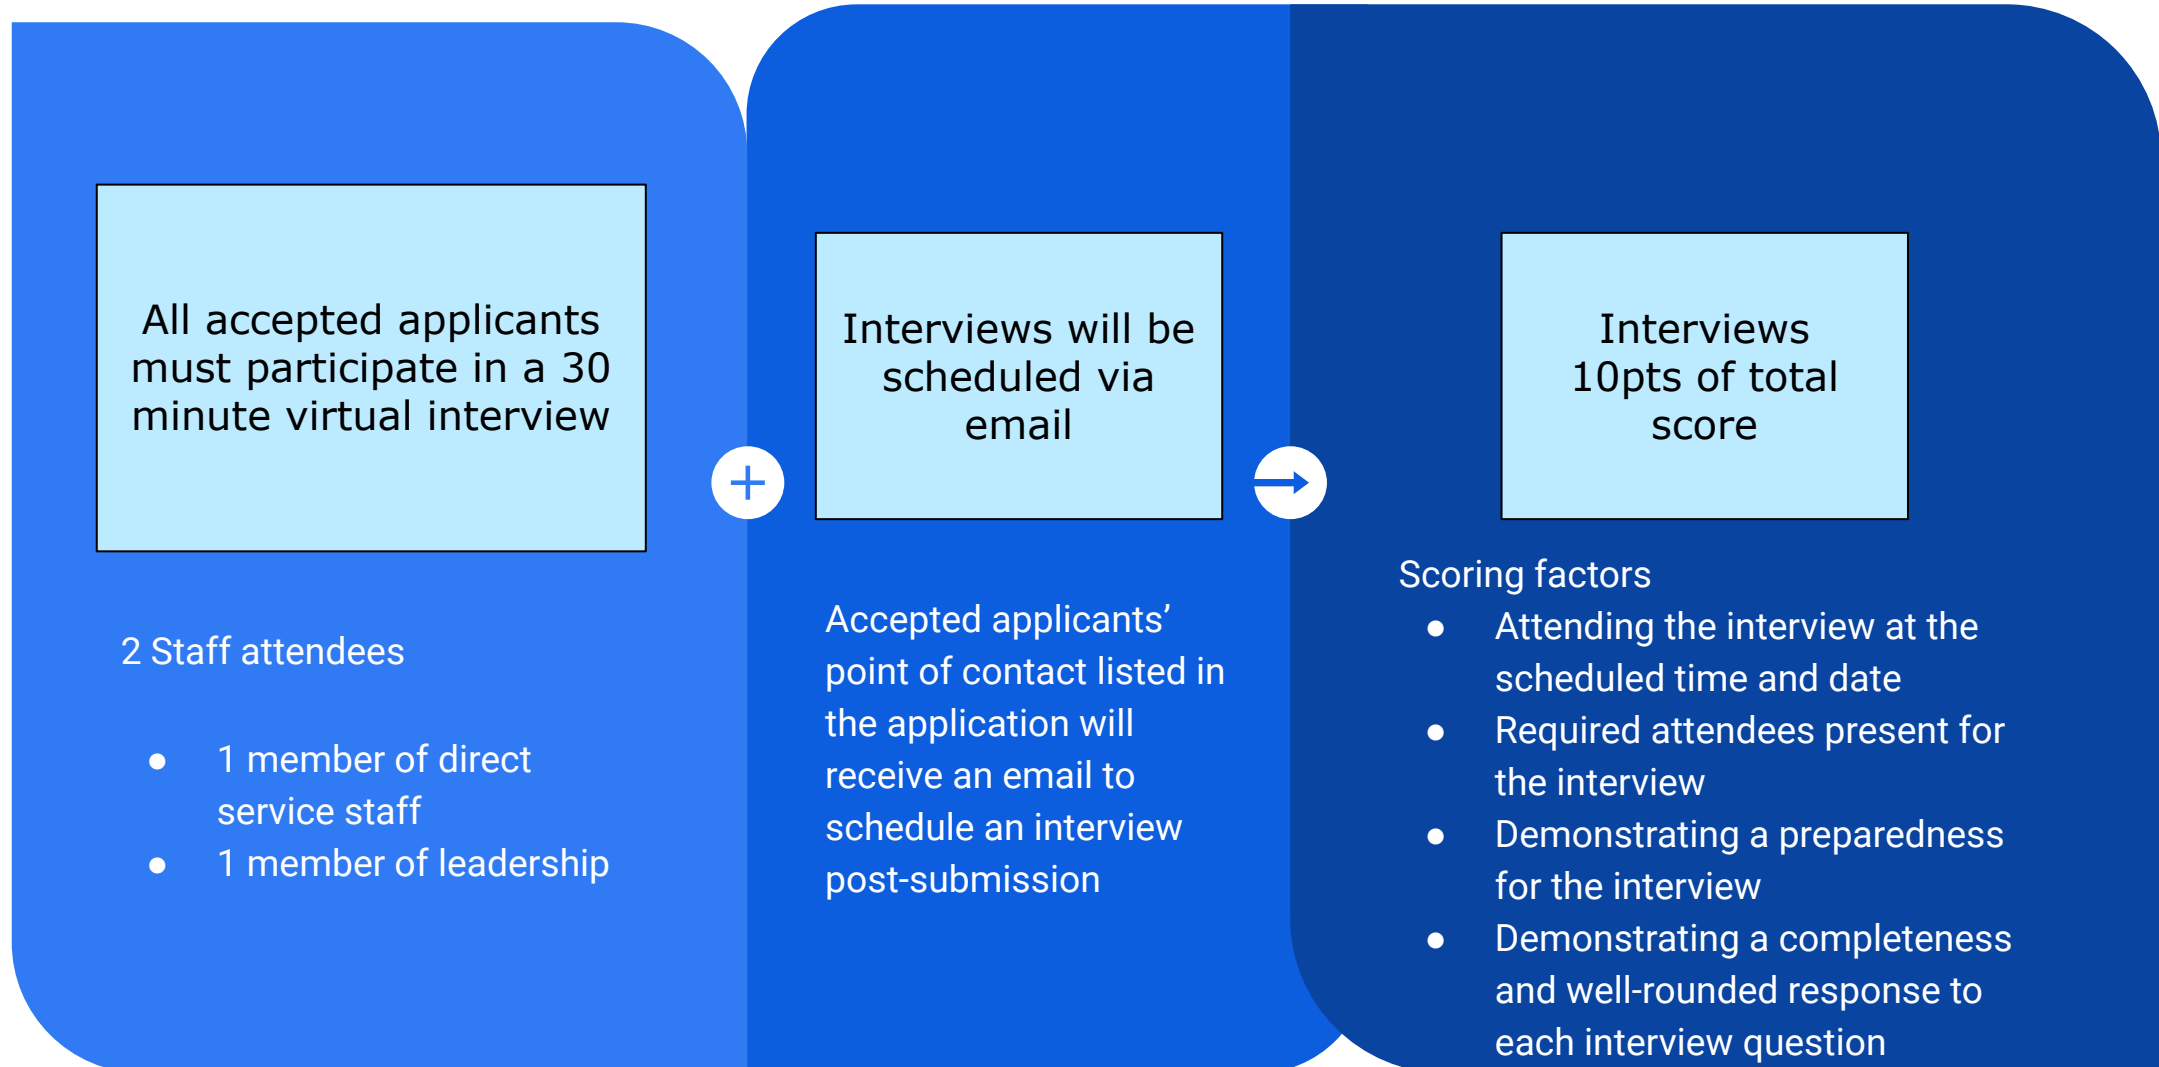 All accepted applicants
must participate in a 30
minute virtual interview
2 Staff attendees
● 1 member of direct
service staff
● 1 member of leadership
+
Interviews will be
scheduled via
email
Accepted applicants’
point of contact listed in
the application will
receive an email to
schedule an interview
post-submission
Interviews
10pts of total
score
Scoring factors
● Attending the interview at the
scheduled time and date
● Required attendees present for
the interview
● Demonstrating a preparedness
for the interview
● Demonstrating a completeness
and well-rounded response to
each interview question